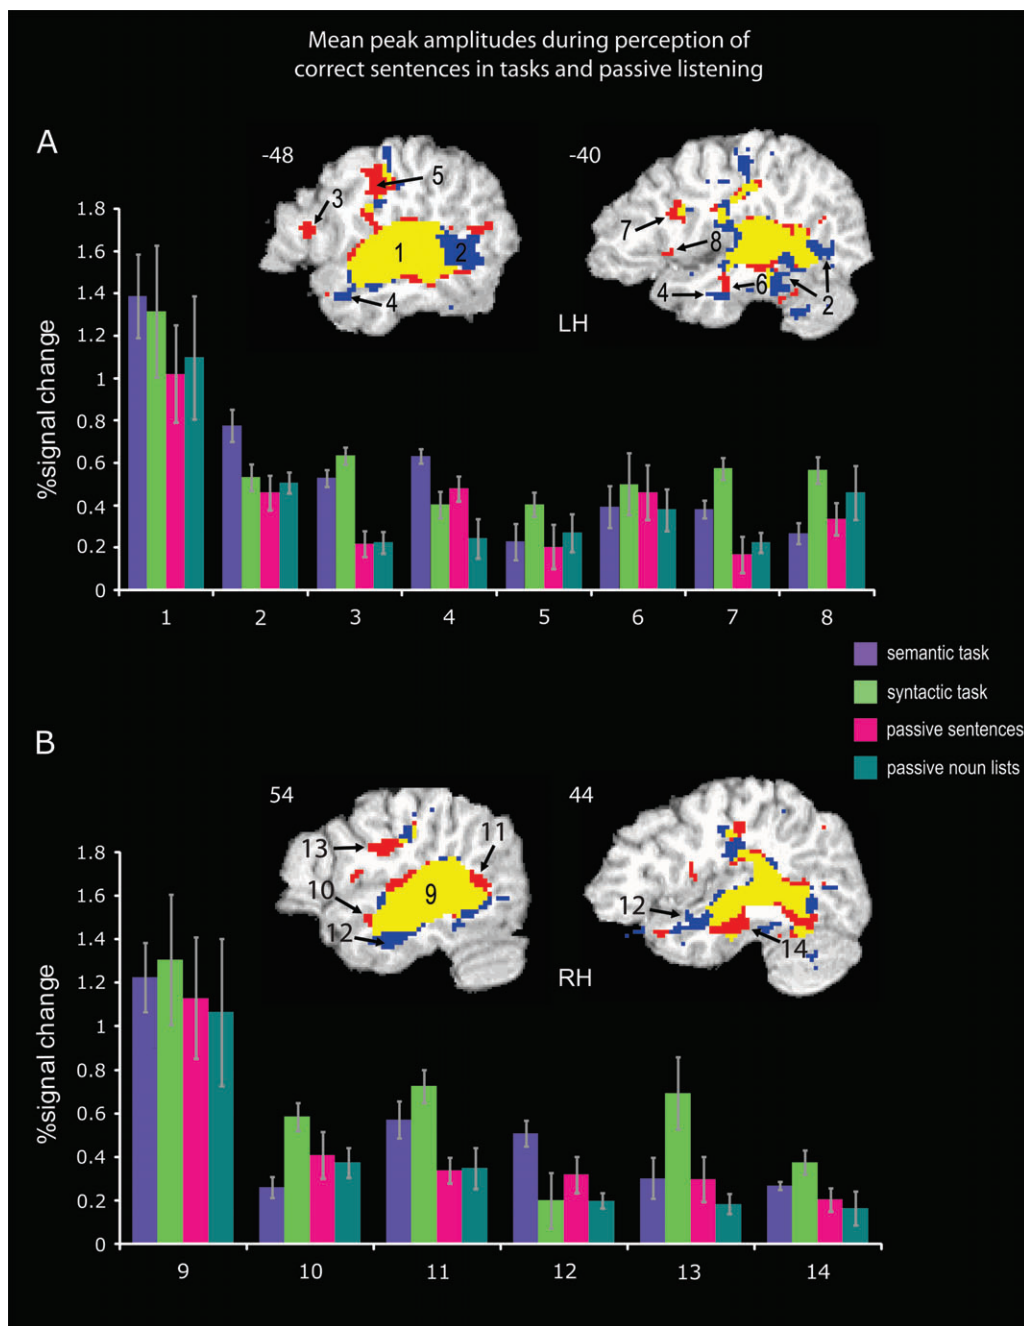 Mean peak amplitudes during perception of
correct sentences in tasks and passive listening
A
-48
-40
3
5
1
2
4
7
8
4
6
2
LH
%signal change
1.8
1.6
1.4
1.2
1
0.8
0.6
0.4
0.2
0
1 2 3 4 5 6 7 8
semantic task
syntactic task
passive sentences
passive noun lists
B
54
44
13
11
10
9
12
12
14
RH
%signal change
1.8
1.6
1.4
1.2
1
0.8
0.6
0.4
0.2
0
9 10 11 12 13 14